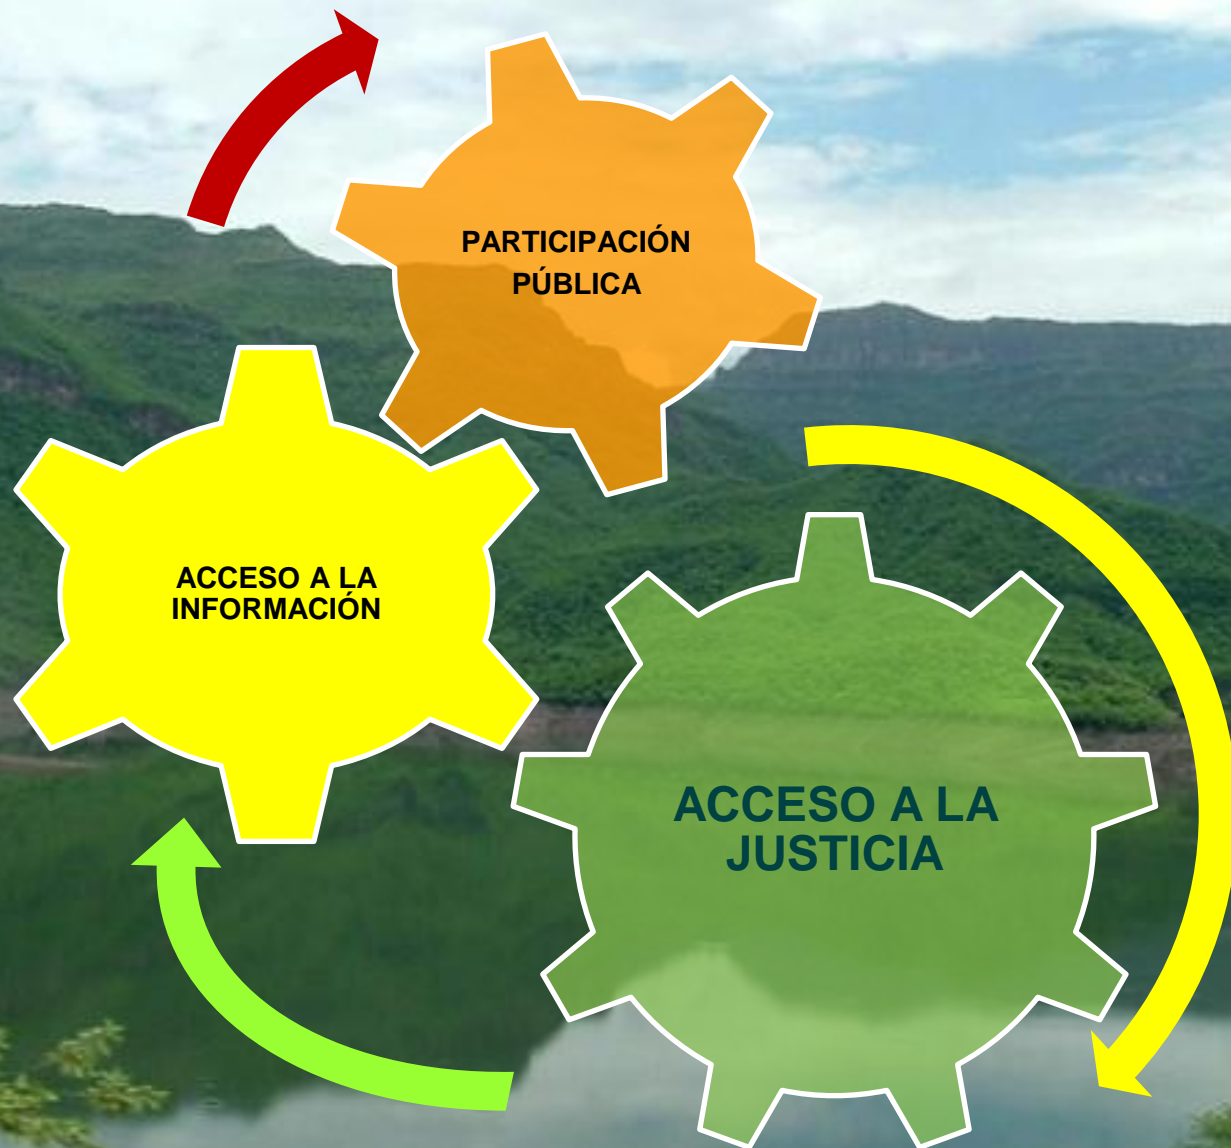 PARTICIPACIÓN
PÚBLICA
ACCESO A LA
INFORMACIÓN
ACCESO A LA
JUSTICIA